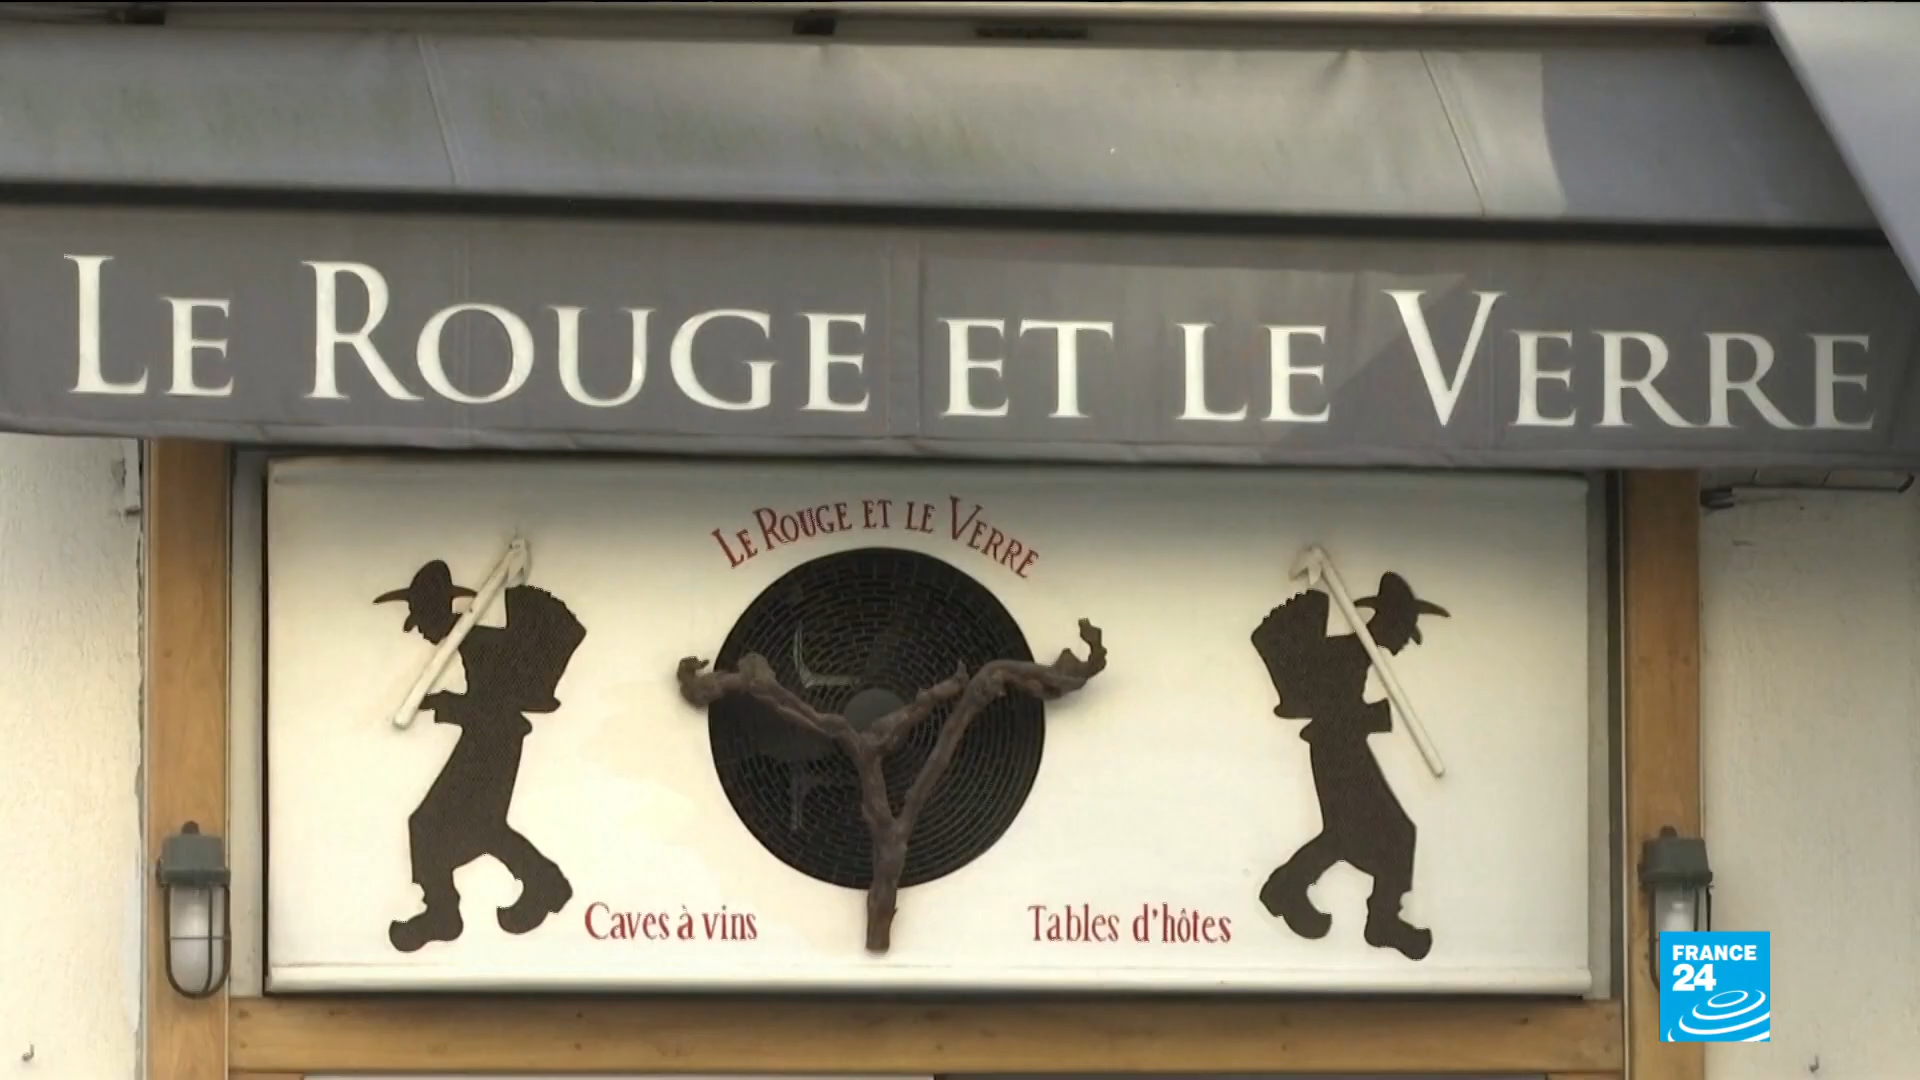 LE ROUGE ET LE VERRE
LE ROUGE ET LE VERRE
Caves à vins
Tables d'hôtes
FRANCE
24